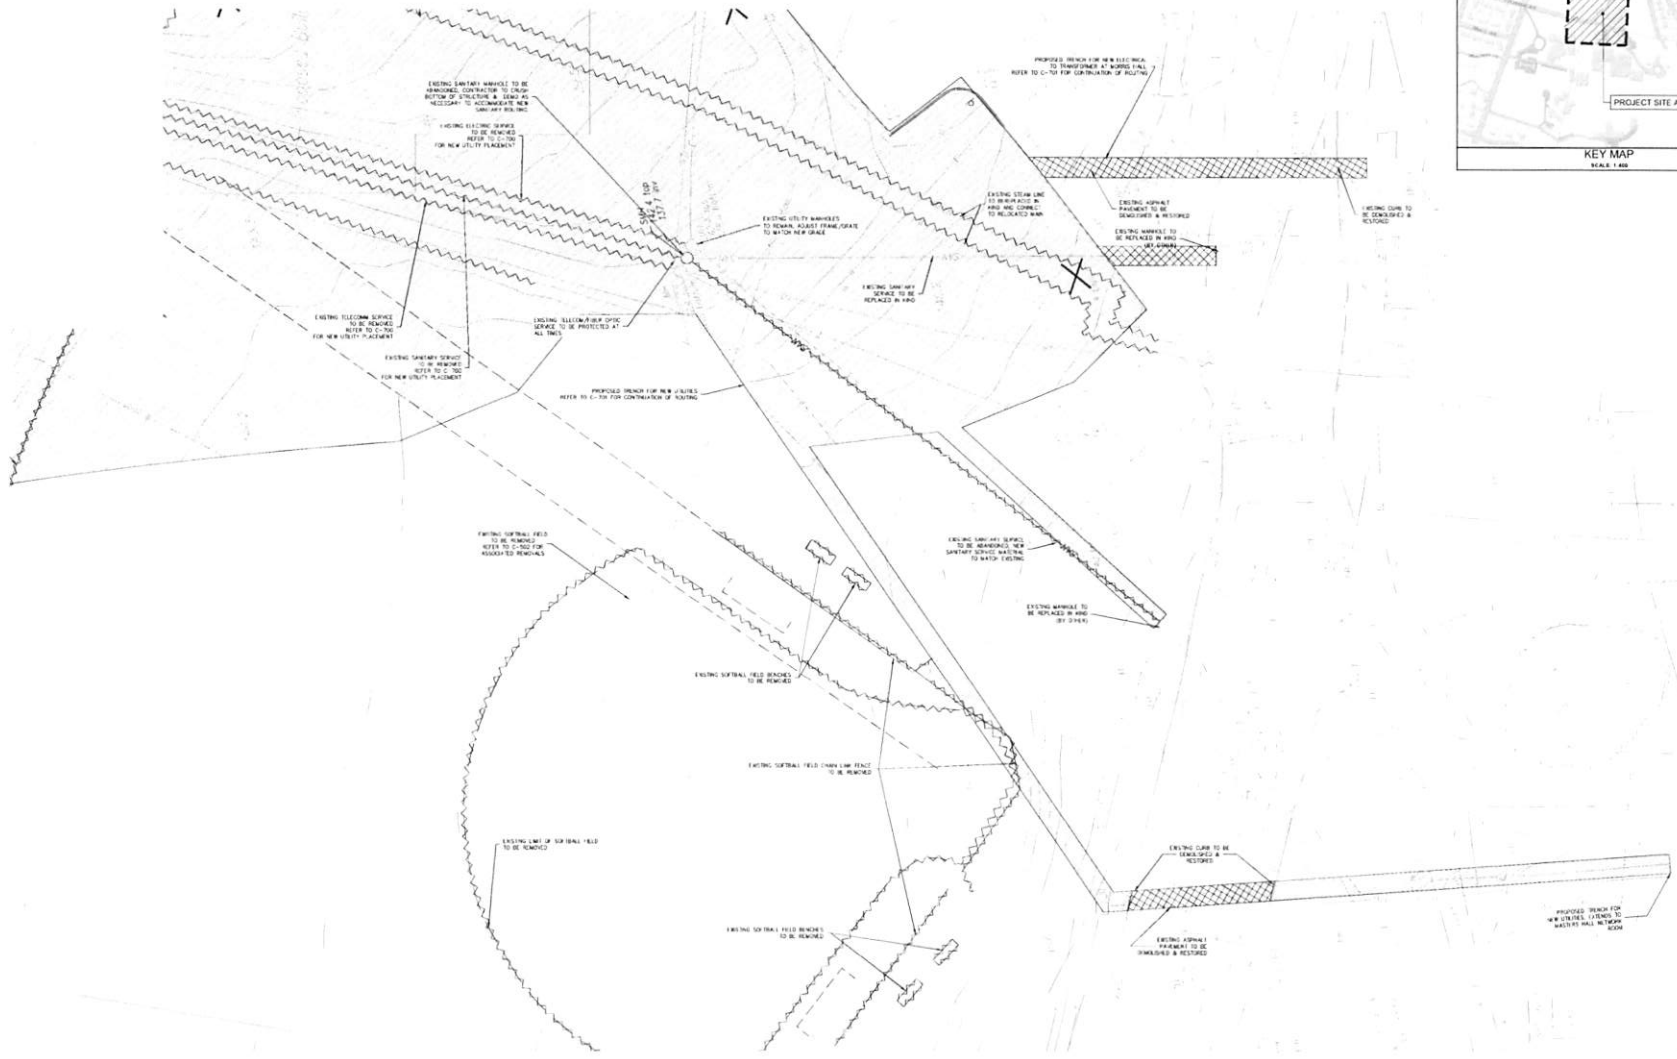 PROJECT SITE
KEY MAP
SCALE: 1:400
PROPOSED TRENCH FOR NEW ELECTRICAL
TO TRANSFORMER AT MORRIS HALL
REFER TO C-701 FOR CONTINUATION OF ROUTING
EXISTING SANITARY MANHOLE TO BE
ABANDONED, CONTRACTOR TO CRUSH
BOTTOM OF STRUCTURE & DEMO AS
NECESSARY TO ACCOMMODATE NEW
SANITARY ROUTING
EXISTING ELECTRIC SERVICE
TO BE REMOVED
REFER TO C-700
FOR NEW UTILITY PLACEMENT
SMH
142.4 TOP
137.1 INV
EXISTING UTILITY MANHOLES
TO REMAIN, ADJUST FRAME/GRATE
TO MATCH NEW GRADE
EXISTING STEAM LINE
TO BE REPLACED IN
KIND AND CONNECT
TO RELOCATED MAIN
EXISTING ASPHALT
PAVEMENT TO BE
DEMOLISHED & RESTORED
EXISTING CURB TO
BE DEMOLISHED &
RESTORED
EXISTING MANHOLE TO
BE REPLACED IN KIND
(BY OTHER)
EXISTING SANITARY
SERVICE TO BE
REPLACED IN KIND
EXISTING TELECOMM SERVICE
TO BE REMOVED
REFER TO C-700
FOR NEW UTILITY PLACEMENT
EXISTING TELECOM/FIBER OPTIC
SERVICE TO BE PROTECTED AT
ALL TIMES
EXISTING SANITARY SERVICE
TO BE REMOVED
REFER TO C-700
FOR NEW UTILITY PLACEMENT
PROPOSED TRENCH FOR NEW UTILITIES
REFER TO C-701 FOR CONTINUATION OF ROUTING
EXISTING SOFTBALL FIELD
TO BE REMOVED
REFER TO C-502 FOR
ASSOCIATED REMOVALS
EXISTING SANITARY SERVICE
TO BE ABANDONED, NEW
SANITARY SERVICE MATERIAL
TO MATCH EXISTING
EXISTING MANHOLE TO
BE REPLACED IN KIND
(BY OTHER)
EXISTING SOFTBALL FIELD BENCHES
TO BE REMOVED
EXISTING SOFTBALL FIELD CHAIN LINK FENCE
TO BE REMOVED
EXISTING LIMIT OF SOFTBALL FIELD
TO BE REMOVED
EXISTING CURB TO BE
DEMOLISHED &
RESTORED
PROPOSED TRENCH FOR
NEW UTILITIES, EXTENDS TO
MASTERS HALL NETWORK
ROOM
EXISTING SOFTBALL FIELD BENCHES
TO BE REMOVED
EXISTING ASPHALT
PAVEMENT TO BE
DEMOLISHED & RESTORED